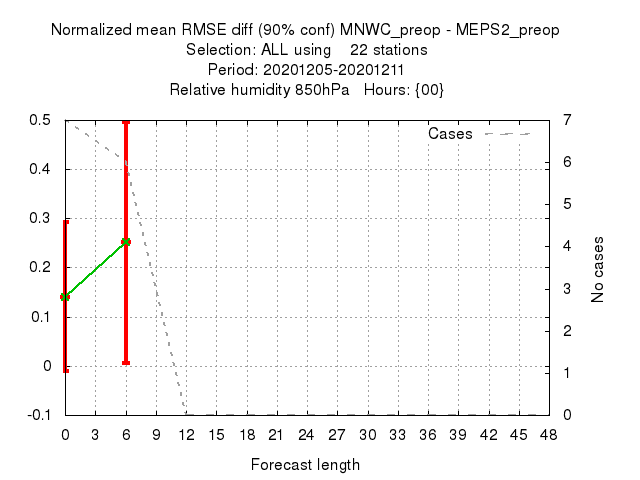 Normalized mean RMSE diff (90% conf) MNWC_preop - MEPS2_preop
Selection: ALL using    22 stations
Period: 20201205-20201211
Relative humidity 850hPa   Hours: {00}
Cases
0.5
0.4
0.3
0.2
0.1
0
-0.1
7
6
5
4
3
2
1
0
No cases
0 3 6 9 12 15 18 21 24 27 30 33 36 39 42 45 48
Forecast length